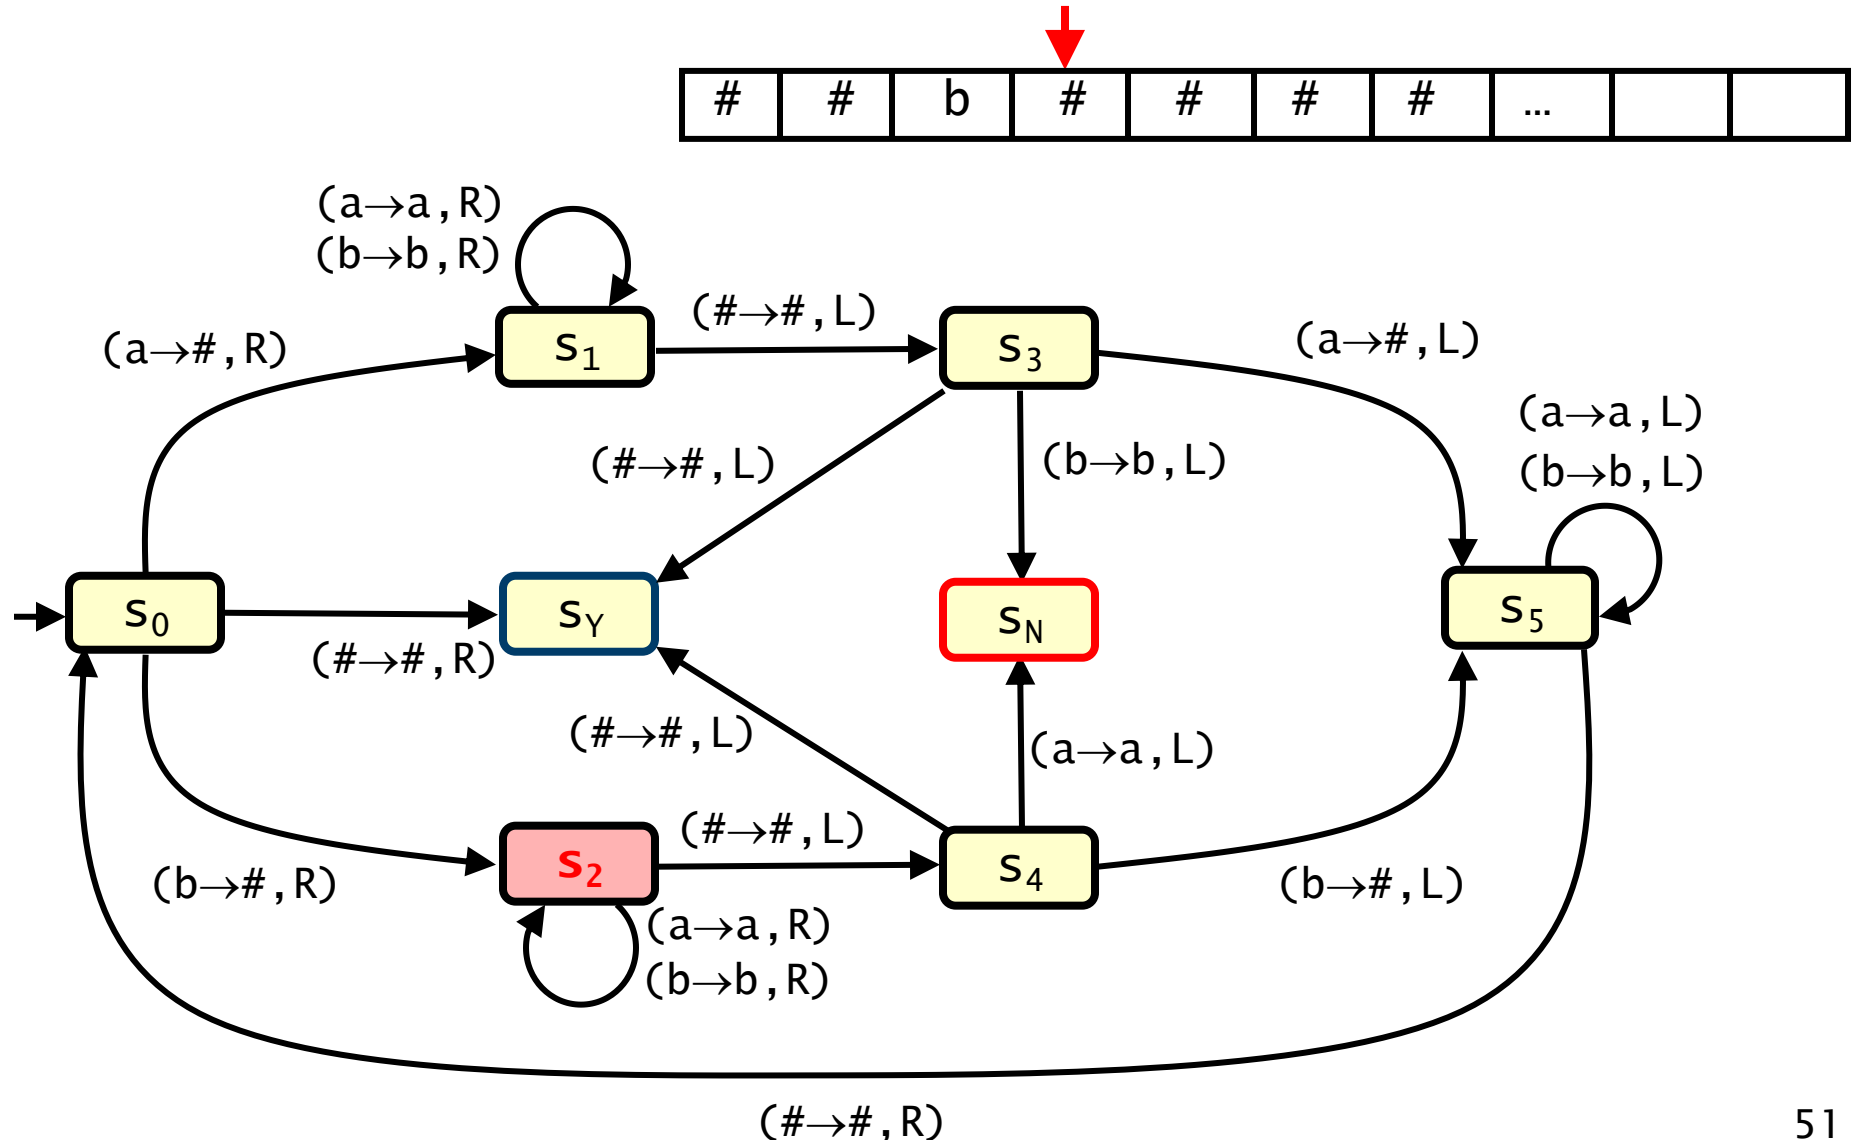 # # b # # # # ...
(a→a,R)
(b→b,R)
(#→#,L)
(a→#,R)
s1
s3
(a→#,L)
(a→a,L)
(b→b,L)
(#→#,L)
(b→b,L)
s0
sY
sN
s5
(#→#,R)
(#→#,L)
(a→a,L)
(#→#,L)
s2
s4
(b→#,R)
(b→#,L)
(a→a,R)
(b→b,R)
(#→#,R)
51